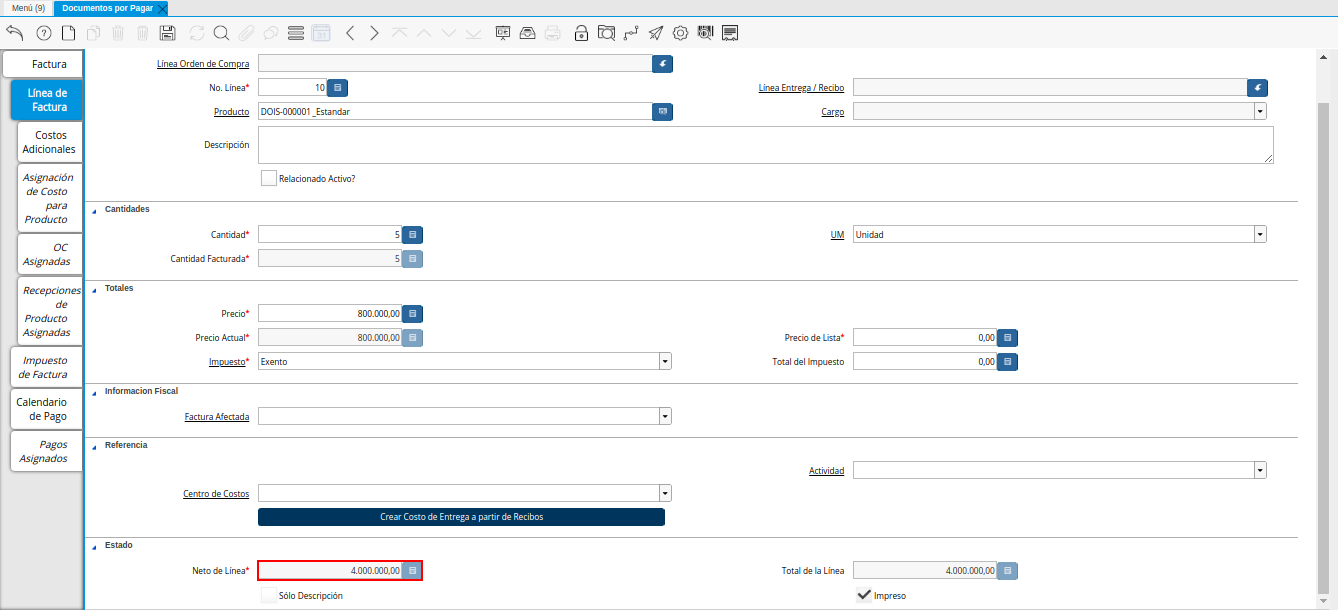 Menú (9)
Documentos por Pagar
Factura
Línea de
Factura
Costos
Adicionales
Asignación
de Costo
para
Producto
OC
Asignadas
Recepciones
de
Producto
Asignadas
Impuesto
de Factura
Calendario
de Pago
Pagos
Asignados
Línea Orden de Compra
No. Línea* 10
Línea Entrega / Recibo
Producto DOIS-000001_Estandar
Cargo
Descripción
Relacionado Activo?
Cantidades
Cantidad* 5
UM Unidad
Cantidad Facturada* 5
Totales
Precio* 800.000,00
Precio Actual* 800.000,00
Precio de Lista* 0,00
Impuesto* Exento
Total del Impuesto 0,00
Informacion Fiscal
Factura Afectada
Referencia
Actividad
Centro de Costos
Crear Costo de Entrega a partir de Recibos
Estado
Neto de Línea* 4.000.000,00
Total de la Línea 4.000.000,00
Sólo Descripción
Impreso